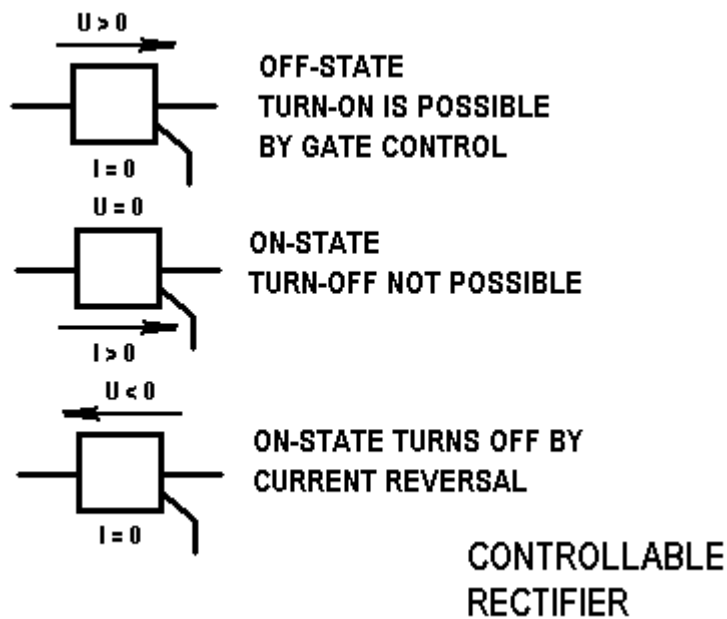 U > 0
OFF-STATE
TURN-ON IS POSSIBLE
BY GATE CONTROL
I = 0
U = 0
ON-STATE
TURN-OFF NOT POSSIBLE
I > 0
U < 0
ON-STATE TURNS OFF BY
CURRENT REVERSAL
I = 0
CONTROLLABLE
RECTIFIER